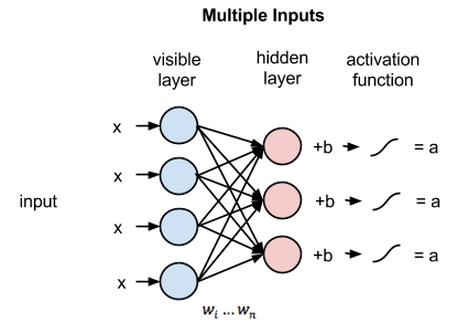 Multiple Inputs
visible layer
hidden layer
activation function
x
+b = a
x
input
+b = a
x
+b = a
x
w_i ... w_n